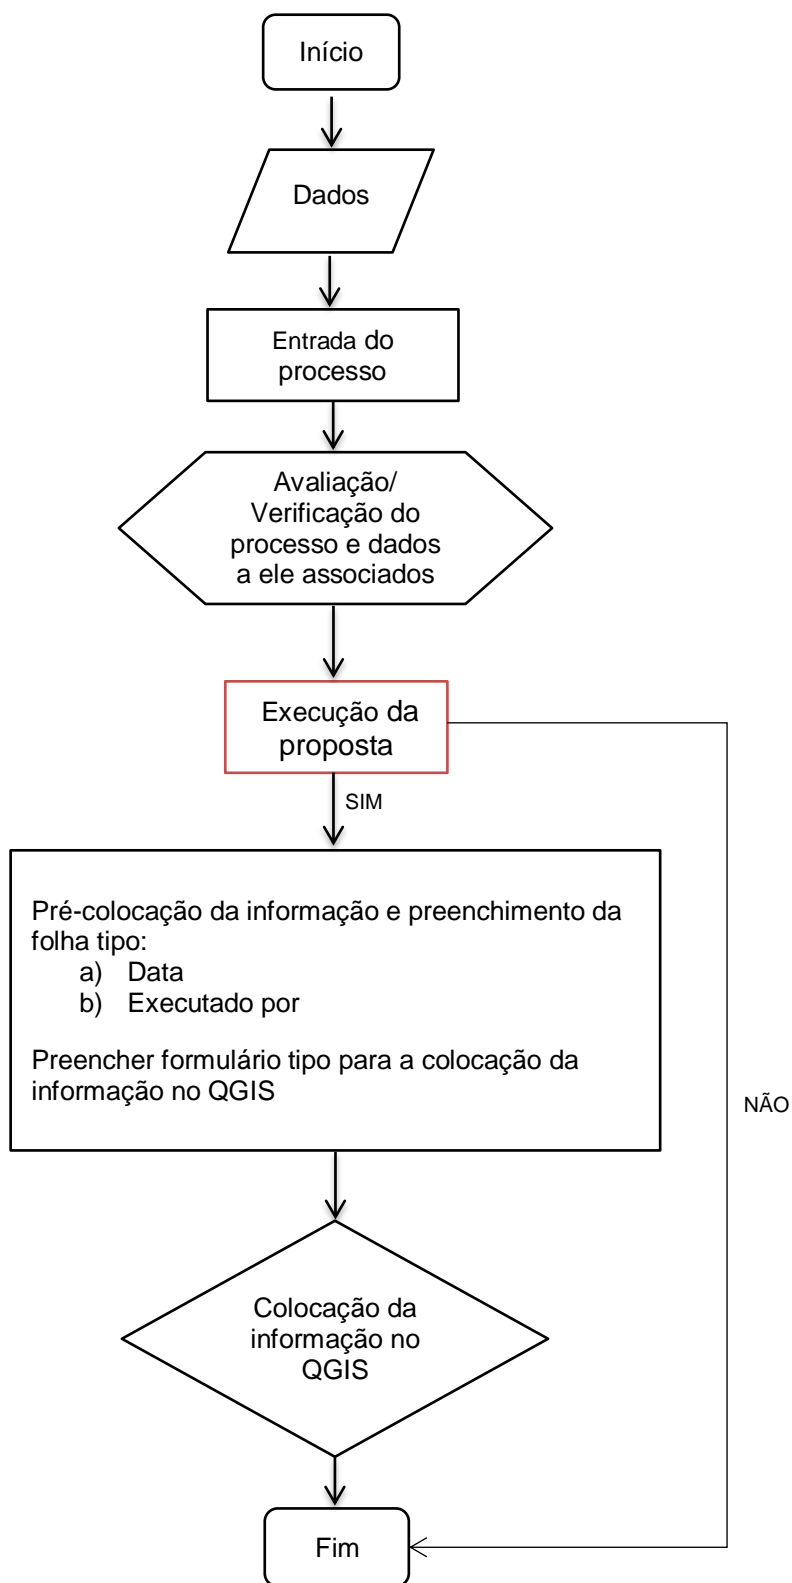 Início
Dados
Entrada do
processo
Avaliação/
Verificação do
processo e dados
a ele associados
Execução da
proposta
SIM
Pré-colocação da informação e preenchimento da
folha tipo:
a) Data
b) Executado por
Preencher formulário tipo para a colocação da
informação no QGIS
NÃO
Colocação da
informação no
QGIS
Fim